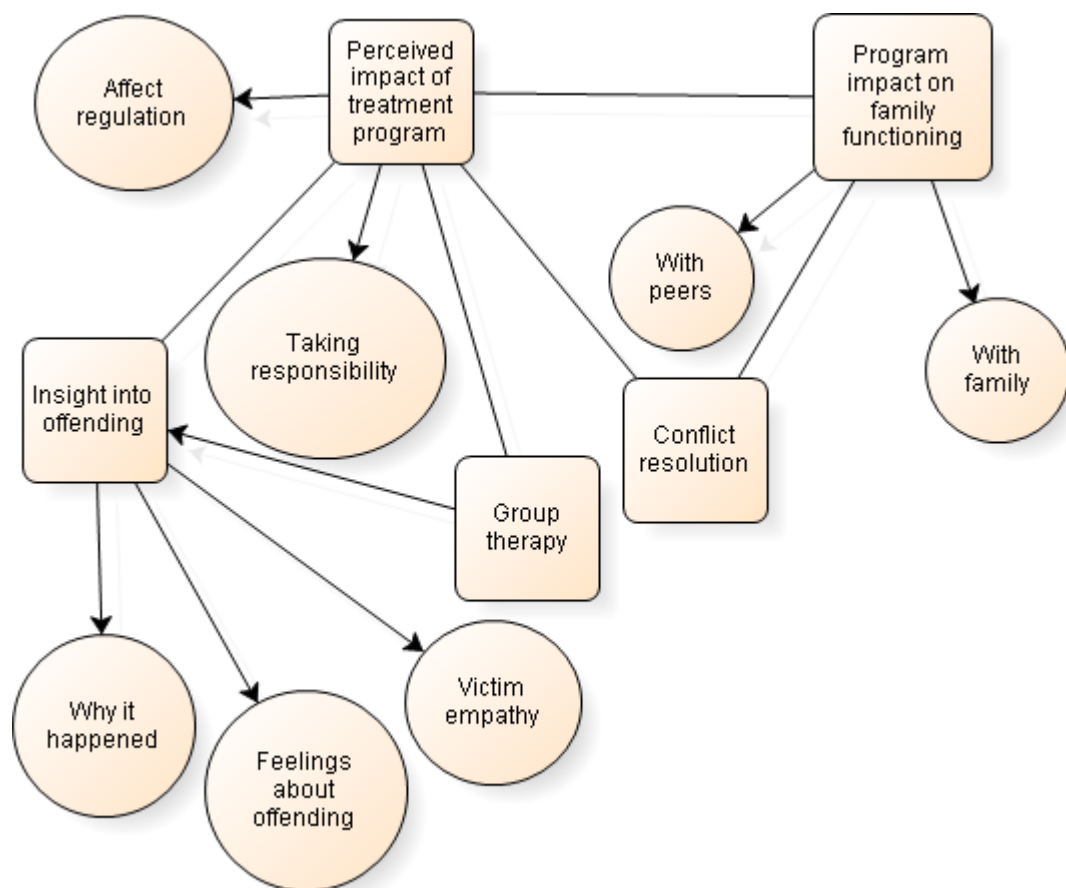 Affect
regulation
Perceived
impact of
treatment
program
Program
impact on
family
functioning
With
peers
With
family
Taking
responsibility
Insight into
offending
Conflict
resolution
Group
therapy
Why it
happened
Feelings
about
offending
Victim
empathy